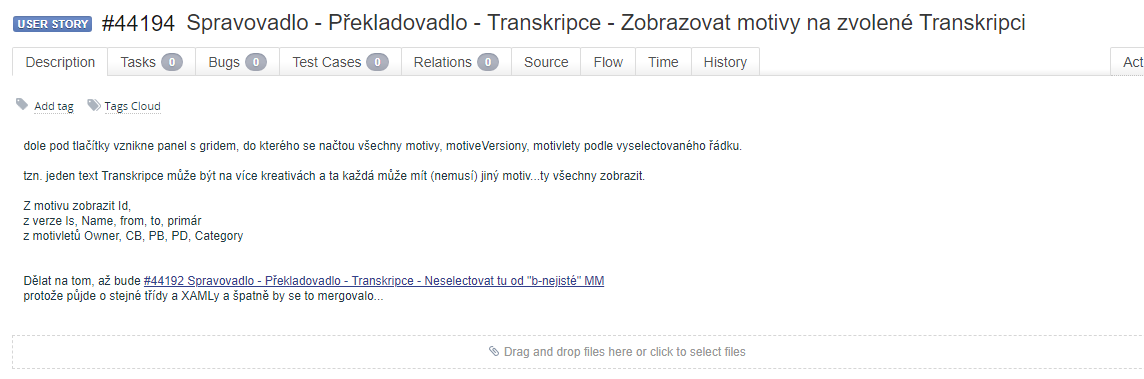 USER STORY #44194 Spravovadlo - Překladovadlo - Transkripce - Zobrazovat motivy na zvolené Transkripci
Description Tasks 0 Bugs 0 Test Cases 0 Relations 0 Source Flow Time History Act
Add tag Tags Cloud
dole pod tlačítky vznikne panel s gridem, do kterého se načtou všechny motivy, motiveVersiony, motivlety podle vyselectovaného řádku.
tzn. jeden text Transkripce může být na více kreativách a ta každá může mít (nemusí) jiný motiv...ty všechny zobrazit.
Z motivu zobrazit Id,
z verze Is, Name, from, to, primár
z motivletů Owner, CB, PB, PD, Category
Dělat na tom, až bude #44192 Spravovadlo - Překladovadlo - Transkripce - Neselectovat tu od "b-nejisté" MM
protože půjde o stejné třídy a XAMLy a špatně by se to mergovalo...
Drag and drop files here or click to select files